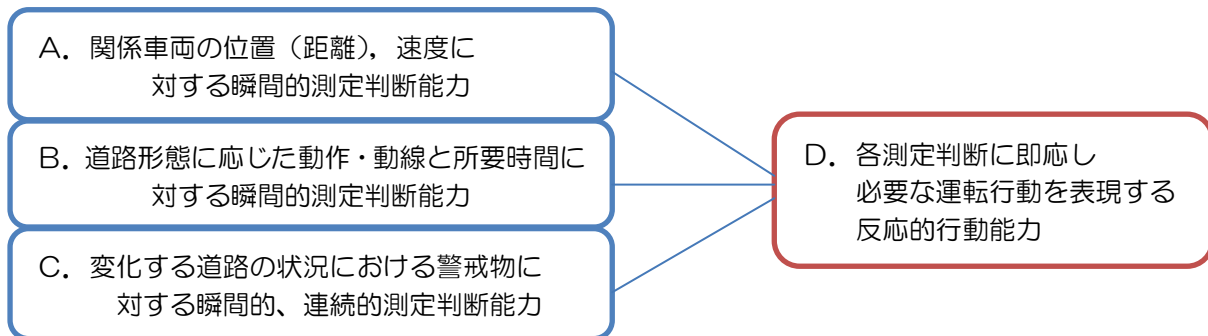 A．関係車両の位置（距離），速度に
対する瞬間的測定判断能力
B．道路形態に応じた動作・動線と所要時間に
対する瞬間的測定判断能力
C．変化する道路の状況における警戒物に
対する瞬間的、連続的測定判断能力
D．各測定判断に即応し
必要な運転行動を表現する
反応的行動能力